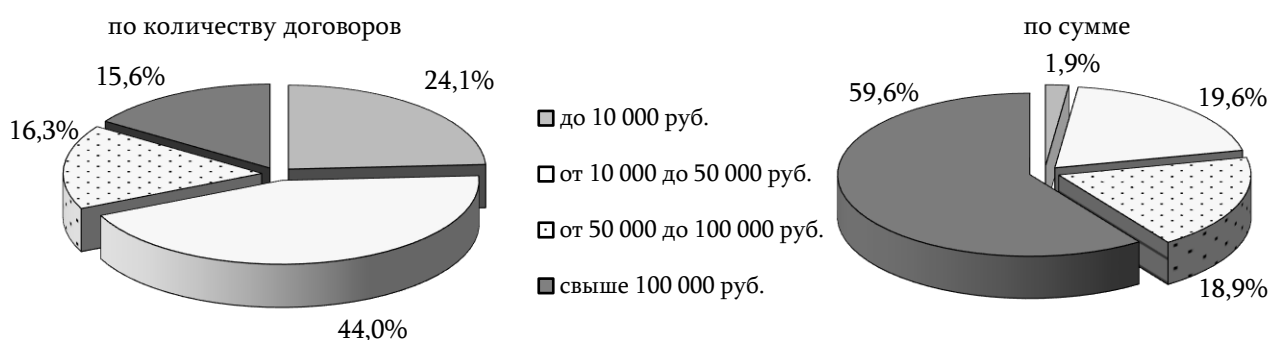 по количеству договоров
15,6%
24,1%
16,3%
44,0%
до 10 000 руб.
от 10 000 до 50 000 руб.
от 50 000 до 100 000 руб.
свыше 100 000 руб.
по сумме
1,9%
59,6%
19,6%
18,9%